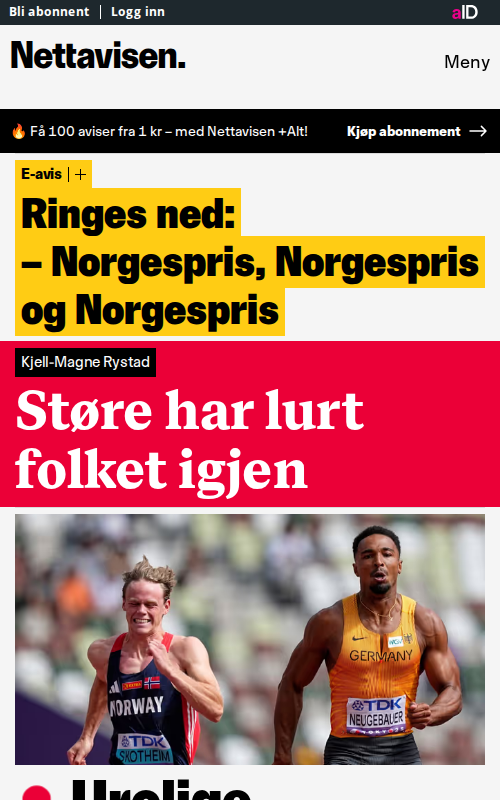 Bli abonnent | Logg inn
aID
Nettavisen.
Meny
🔥 Få 100 aviser fra 1 kr – med Nettavisen +Alt!
Kjøp abonnement →
E-avis | +
Ringes ned:
– Norgespris, Norgespris
og Norgespris
Kjell-Magne Rystad
Støre har lurt
folket igjen
GERMANY
NORWAY
TDK
NEUGEBAUER
TDK
SKOTHEIM